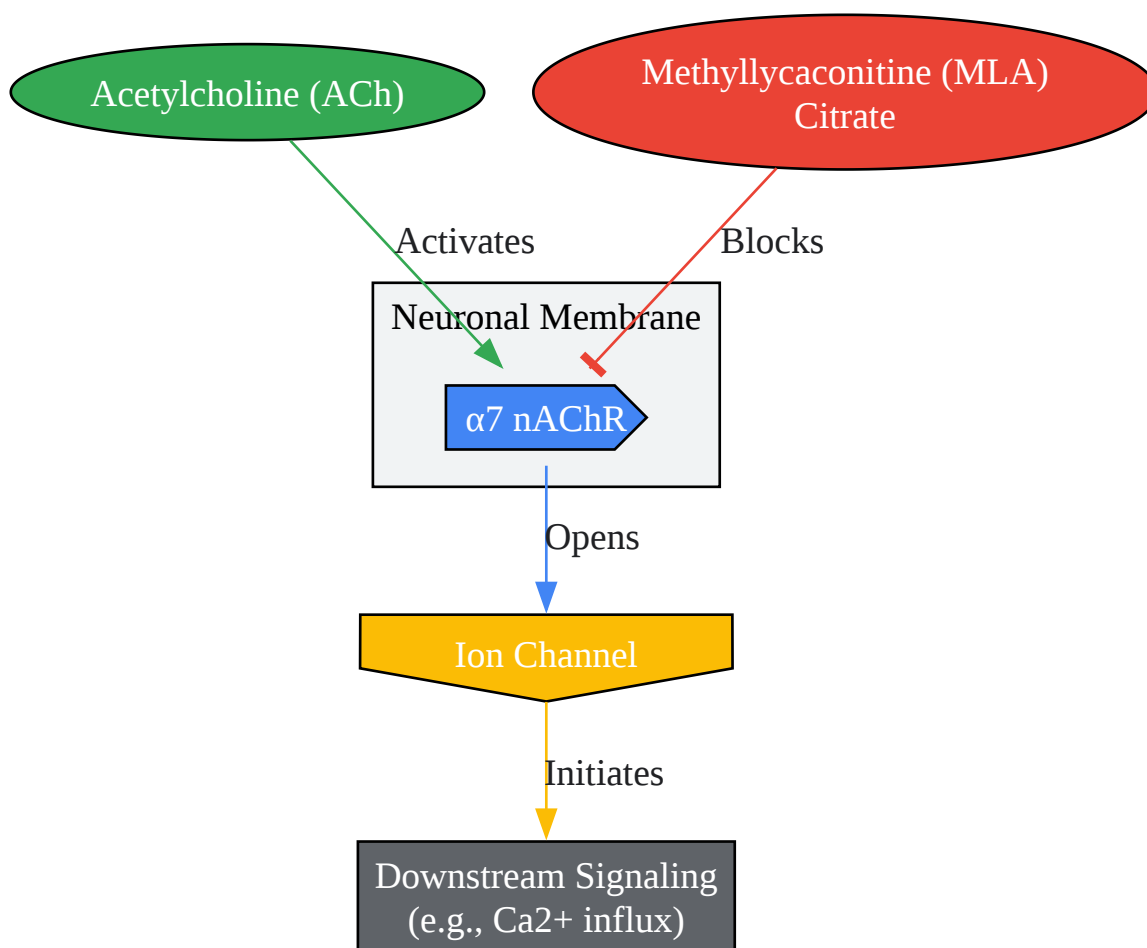 Acetylcholine (ACh)
Methyllycaconitine (MLA)
Citrate
Activates
Blocks
Neuronal Membrane
α7 nAChR
Opens
Ion Channel
Initiates
Downstream Signaling
(e.g., Ca2+ influx)